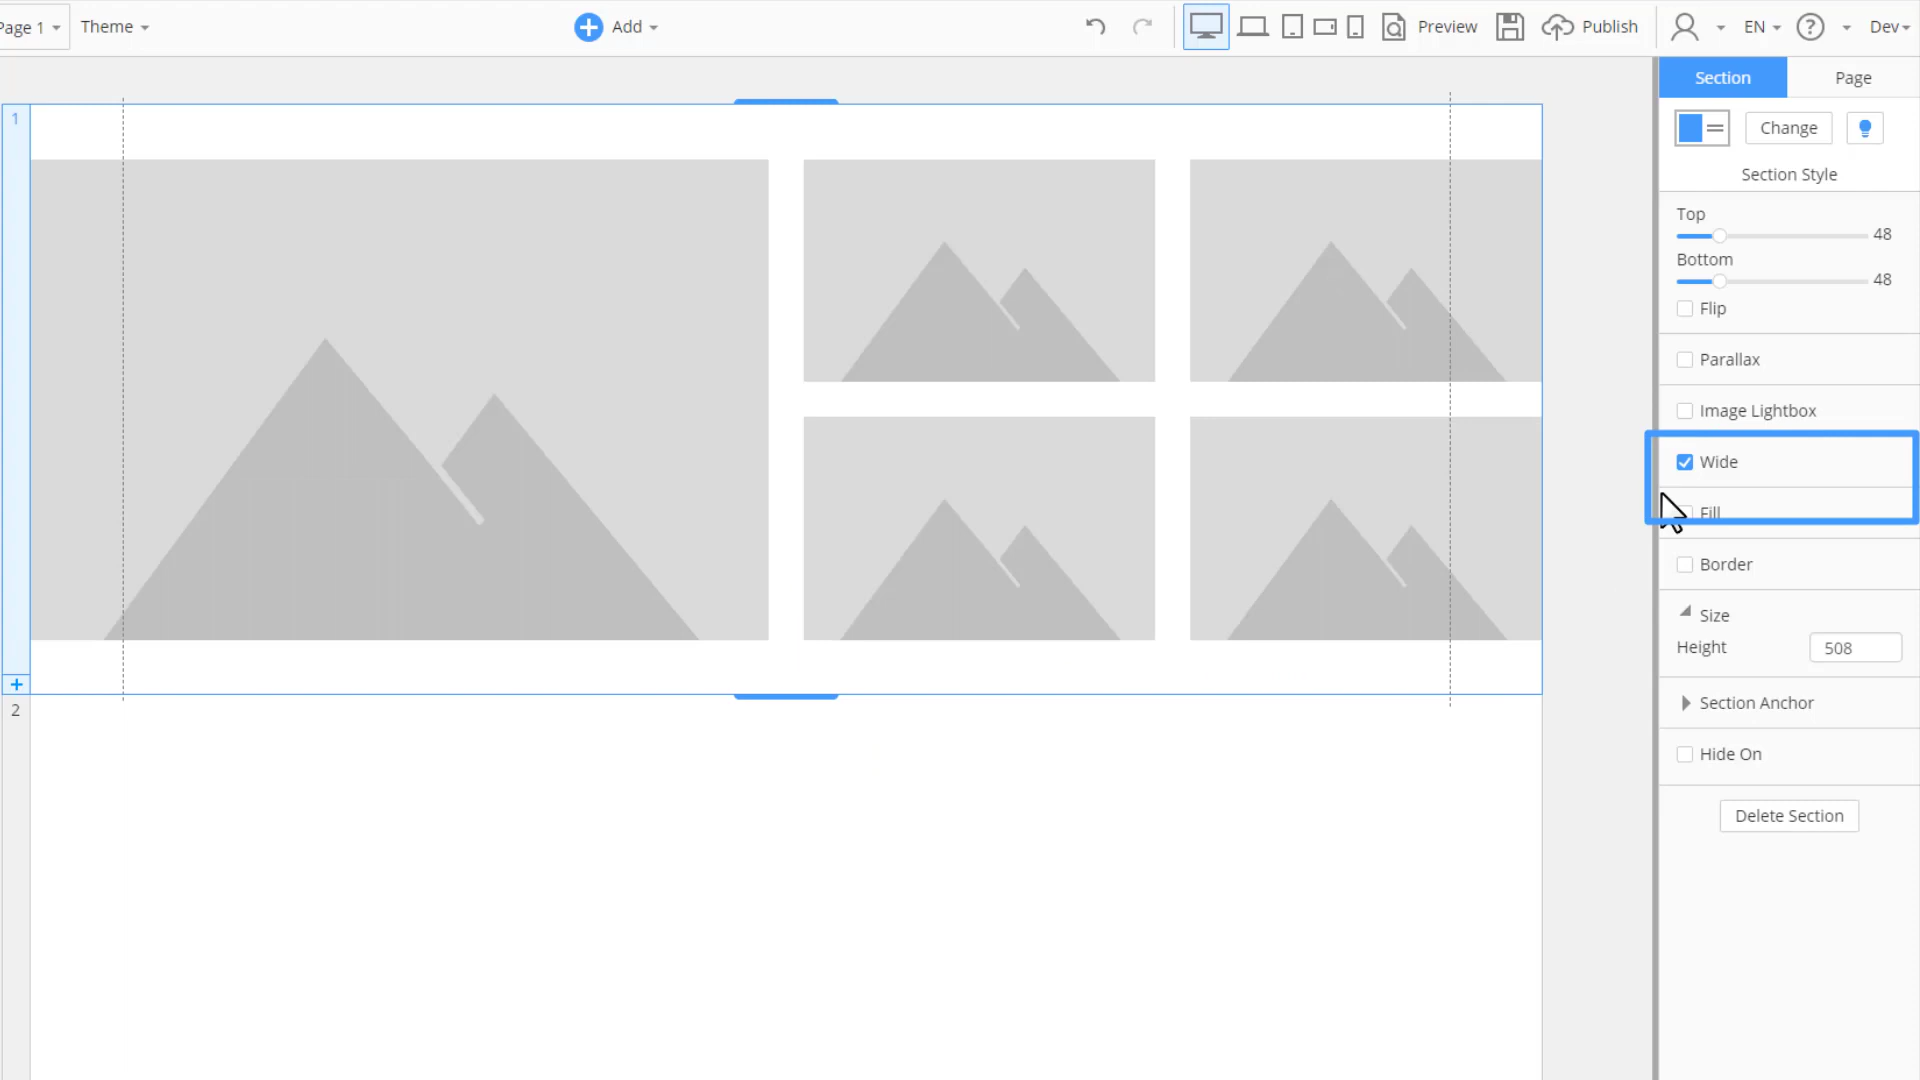 Page 1
Theme
Add
Preview
Publish
EN
Dev
Section
Page
Change
Section Style
Top
48
Bottom
48
Flip
Parallax
Image Lightbox
Wide
Fill
Border
Size
Height
508
Section Anchor
Hide On
Delete Section
1
2